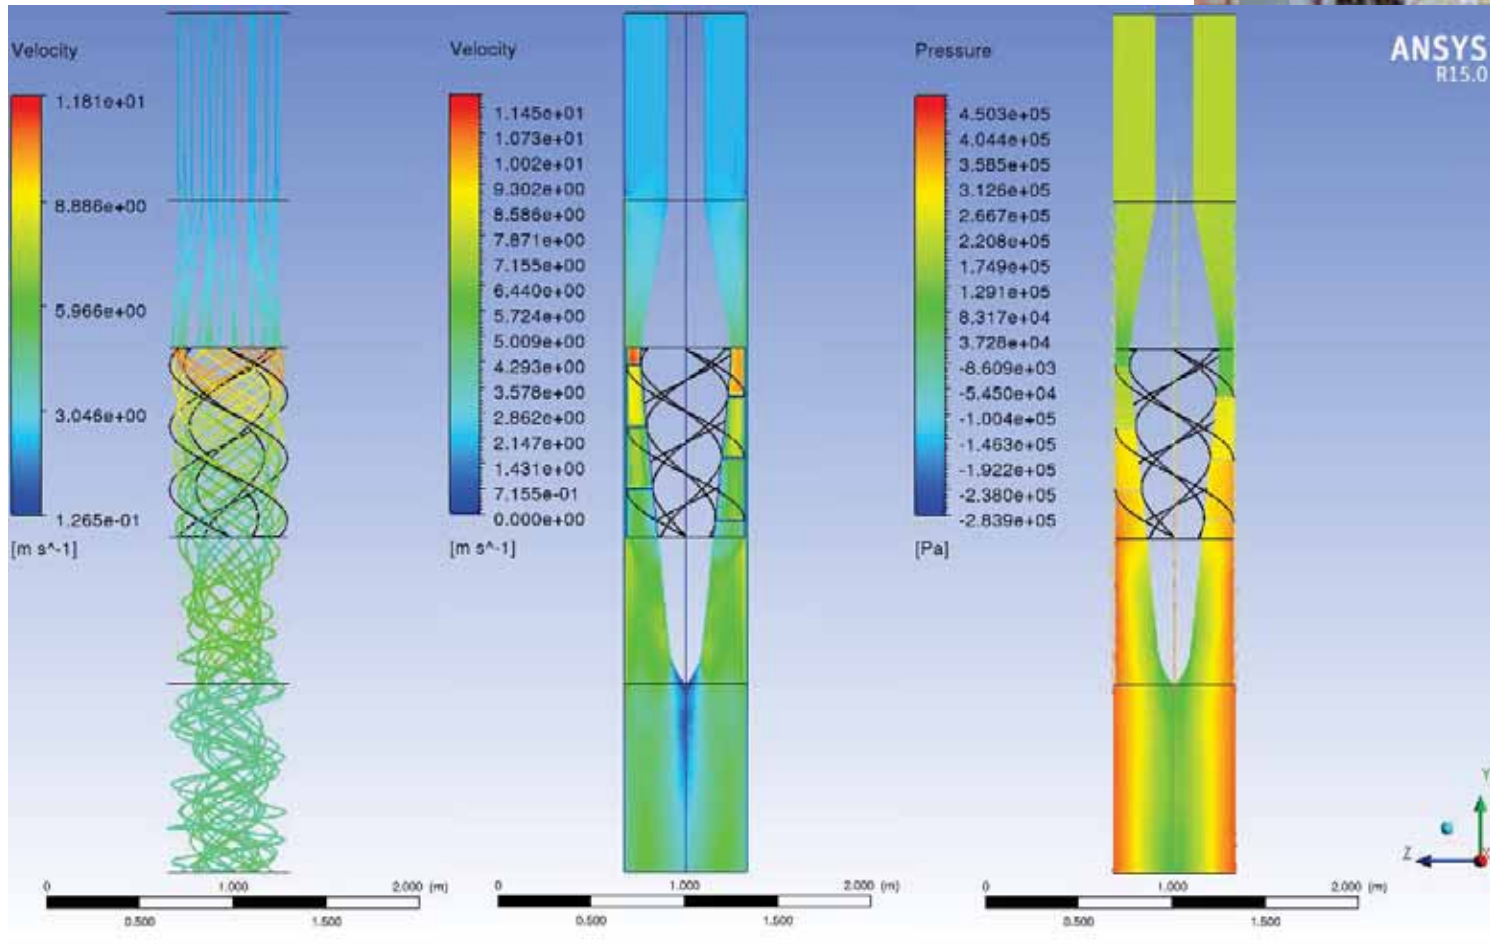 Velocity
1.181e+01
8.886e+00
5.966e+00
3.046e+00
1.265e-01
[m s^-1]
0
1.000
2.000 (m)
0.500
1.500
Velocity
1.145e+01
1.073e+01
1.002e+01
9.302e+00
8.586e+00
7.871e+00
7.155e+00
6.440e+00
5.724e+00
5.009e+00
4.293e+00
3.578e+00
2.862e+00
2.147e+00
1.431e+00
7.155e-01
0.000e+00
[m s^-1]
0
1.000
2.000 (m)
0.500
1.500
Pressure
4.503e+05
4.044e+05
3.585e+05
3.126e+05
2.667e+05
2.208e+05
1.749e+05
1.291e+05
8.317e+04
3.728e+04
-8.609e+03
-5.450e+04
-1.004e+05
-1.463e+05
-1.922e+05
-2.380e+05
-2.839e+05
[Pa]
0
1.000
2.000 (m)
0.500
1.500
ANSYS
R15.0
Y
Z
X